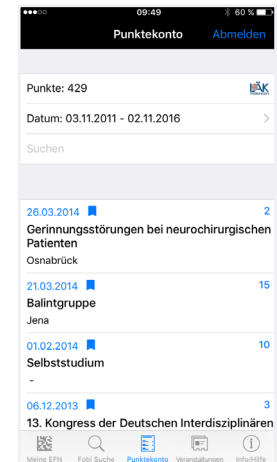 09:49
60 %
Punktekonto
Abmelden
Punkte: 429
LÄK
Datum: 03.11.2011 - 02.11.2016
Suchen
26.03.2014
2
Gerinnungsstörungen bei neurochirurgischen
Patienten
Osnabrück
21.03.2014
15
Balintgruppe
Jena
01.02.2014
10
Selbststudium
-
06.12.2013
3
13. Kongress der Deutschen Interdisziplinären
Meine EFN
Fobi Suche
Punktekonto
Veranstaltungen
Info/Hilfe